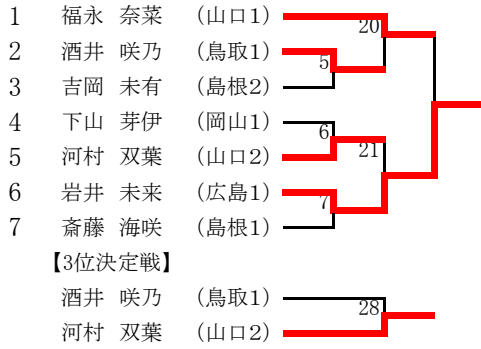 1 福永 奈菜 (山口1)
20
2 酒井 咲乃 (鳥取1)
5
3 吉岡 未有 (島根2)
4 下山 芽伊 (岡山1)
6
5 河村 双葉 (山口2)
21
6 岩井 未来 (広島1)
7
7 斎藤 海咲 (島根1)
【3位決定戦】
酒井 咲乃 (鳥取1)
28
河村 双葉 (山口2)